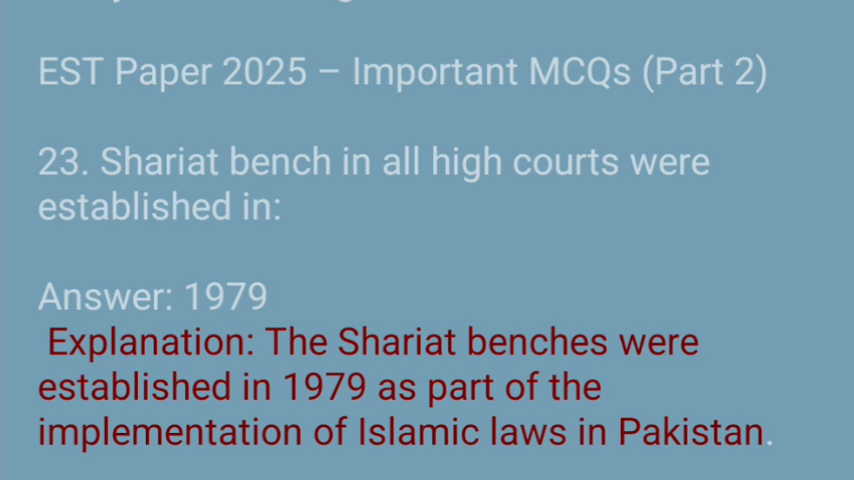 EST Paper 2025 – Important MCQs (Part 2)
23. Shariat bench in all high courts were
established in:
Answer: 1979
Explanation: The Shariat benches were
established in 1979 as part of the
implementation of Islamic laws in Pakistan.